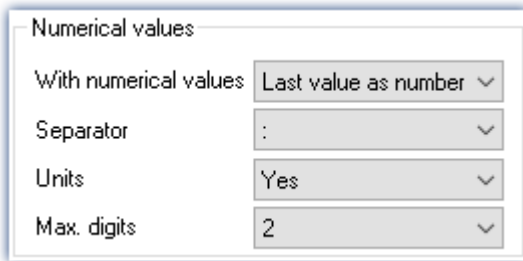 Numerical values
With numerical values Last value as number
Separator :
Units Yes
Max. digits 2